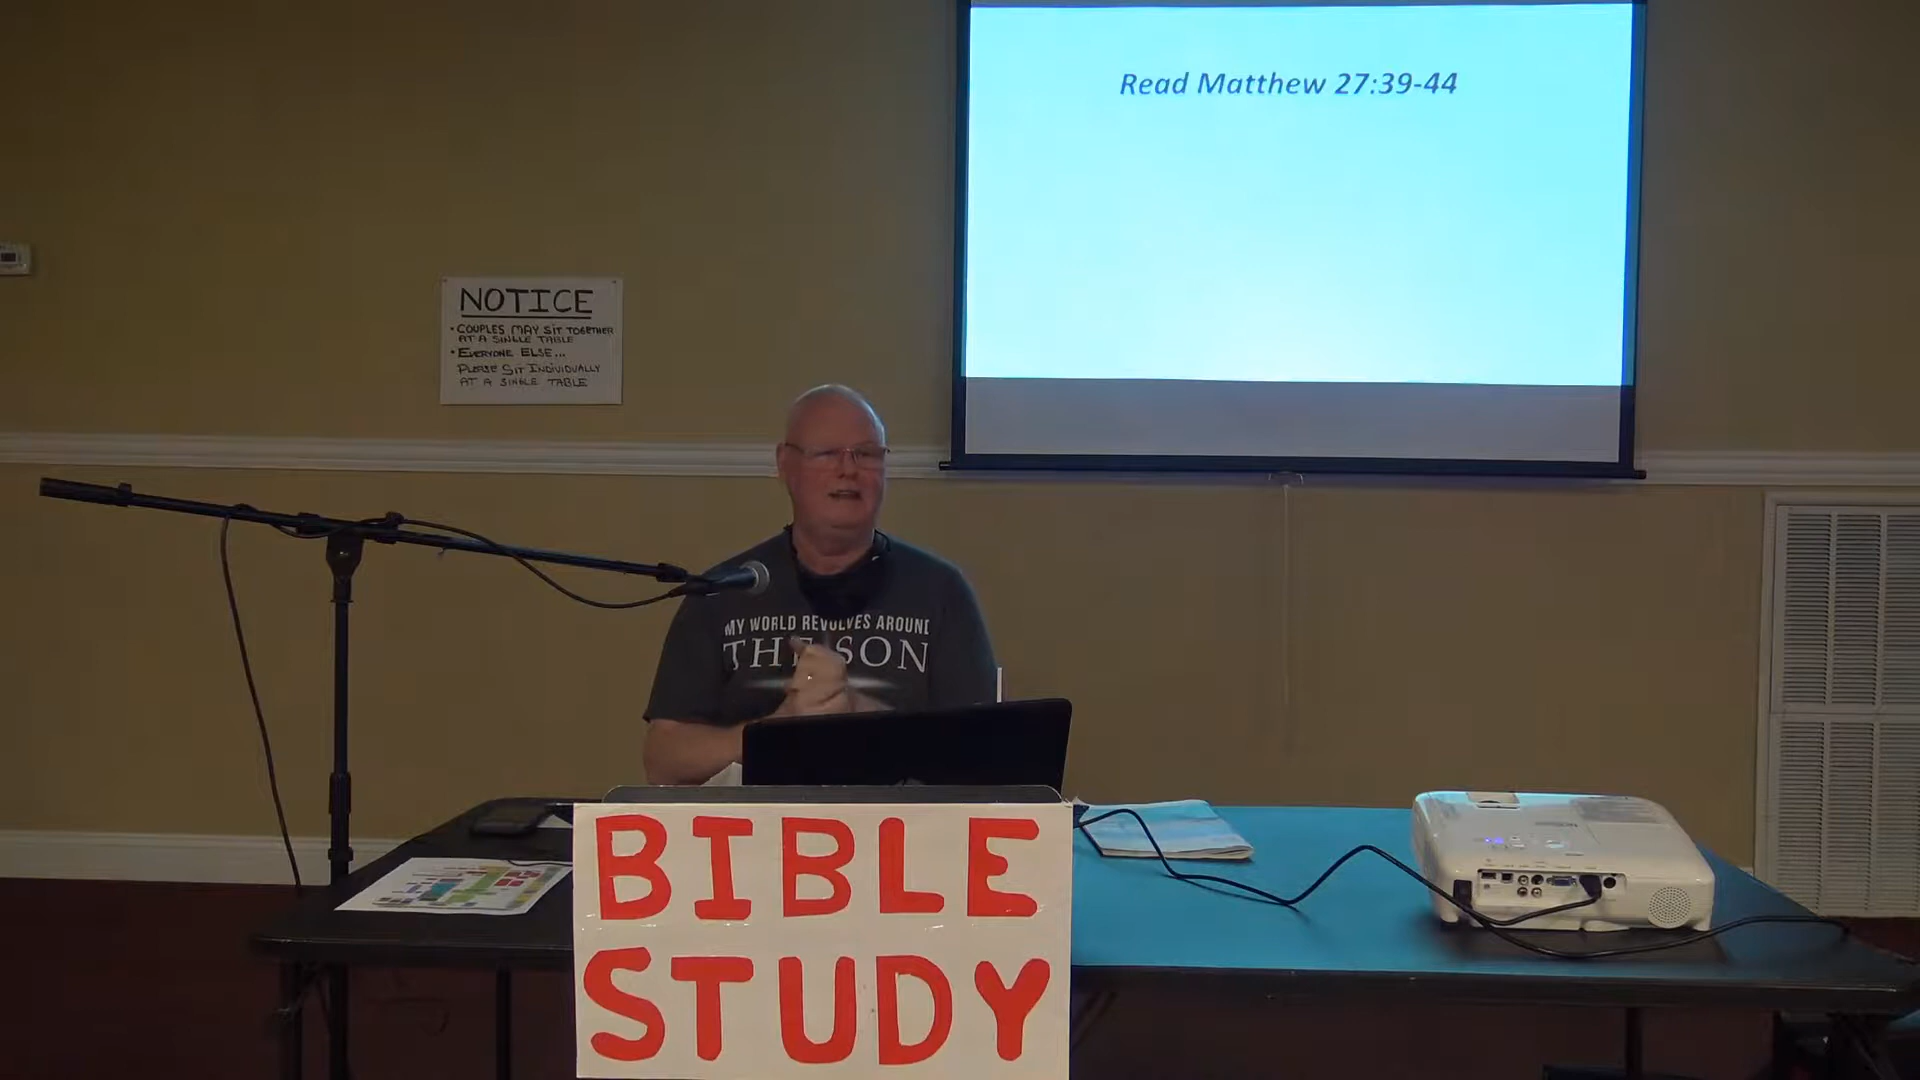 Read Matthew 27:39-44
NOTICE
• COUPLES MAY SIT TOGETHER
AT A SINGLE TABLE
• EVERYONE ELSE...
PLEASE SIT INDIVIDUALLY
AT A SINGLE TABLE
MY WORLD REVOLVES AROUND
THE SON
BIBLE
STUDY